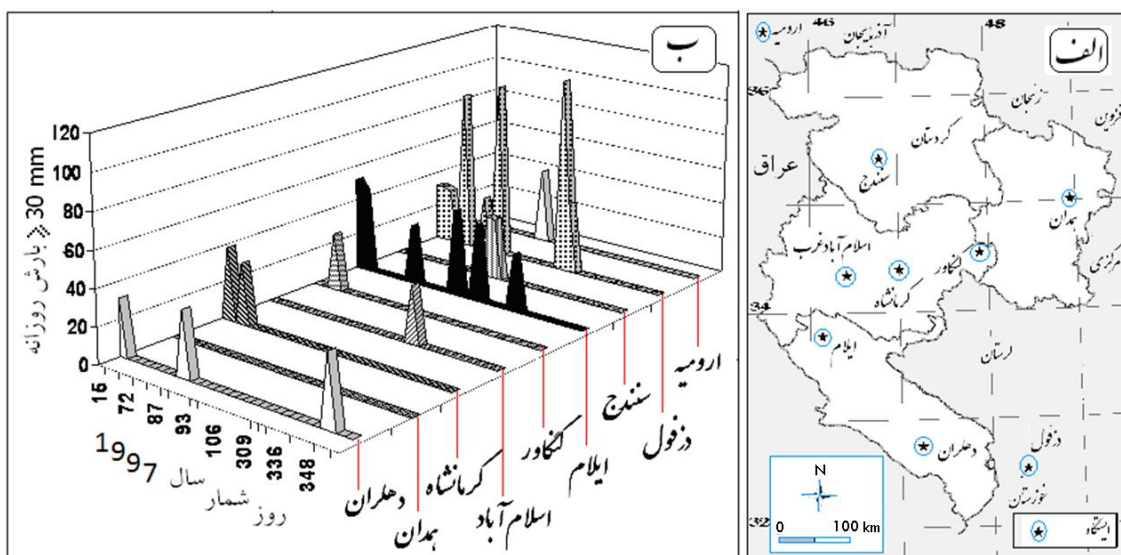 ب
بارش روزانه ≥ 30 mm
120
100
80
60
40
20
0
16
72
87
93
106
309
336
348
روز شمار سال 1997
دهلران
همدان
کرمانشاه
اسلام آباد
کنگاور
ایلام
سنندج
دزفول
ارومیه
الف
46
48
36
34
32
ارومیه
آذربایجان
زنجان
قزوین
کردستان
عراق
سنندج
همدان
اسلام آباد غرب
کنگاور
مرکزی
کرمانشاه
ایلام
لرستان
دهلران
دزفول
خوزستان
N
0 100 km
ایستگاه